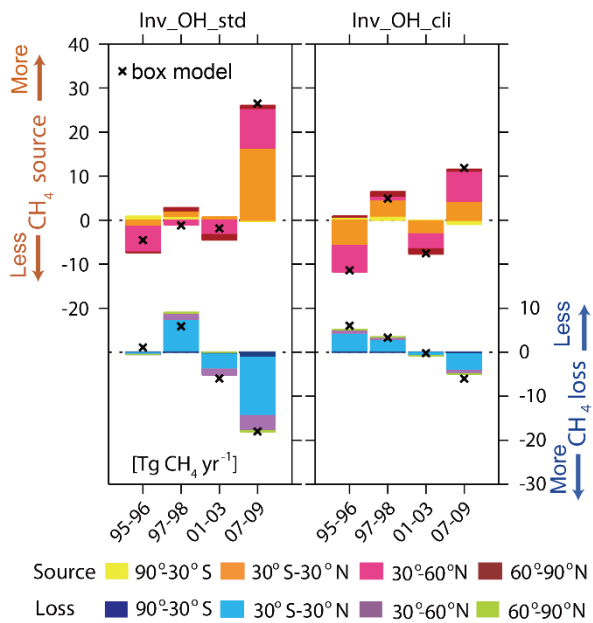 Inv_OH_std Inv_OH_cli
40
30
20
10
0
-10
-20
More
CH4 source
Less
× box model
10
0
-10
-20
-30
Less
CH4 loss
More
[Tg CH4 yr-1]
95-96 97-98 01-03 07-09 95-96 97-98 01-03 07-09
Source 90°-30°S 30°S-30°N 30°-60°N 60°-90°N
Loss 90°-30°S 30°S-30°N 30°-60°N 60°-90°N